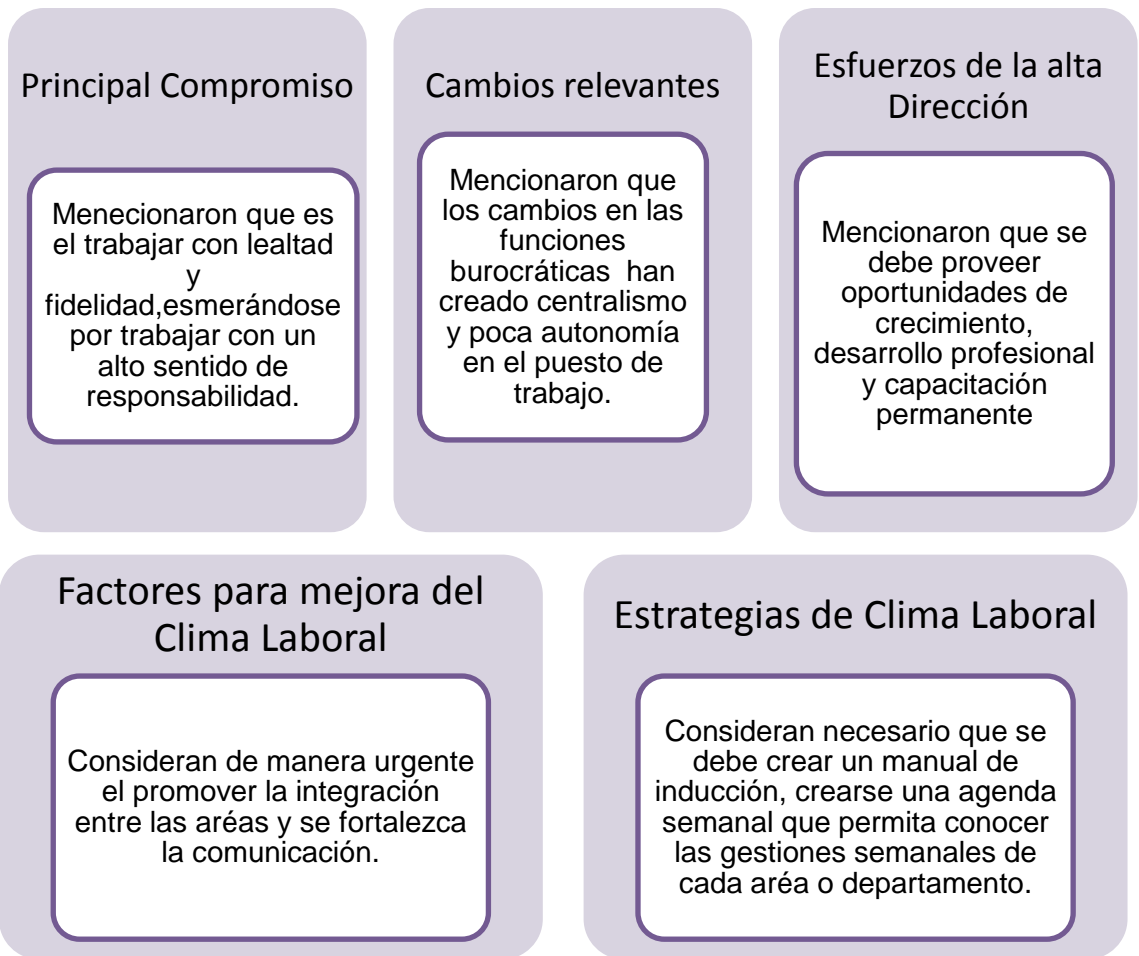 Principal Compromiso
Menecionaron que es
el trabajar con lealtad
y
fidelidad,esmerándose
por trabajar con un
alto sentido de
responsabilidad.
Cambios relevantes
Mencionaron que
los cambios en las
funciones
burocráticas han
creado centralismo
y poca autonomía
en el puesto de
trabajo.
Esfuerzos de la alta
Dirección
Mencionaron que se
debe proveer
oportunidades de
crecimiento,
desarrollo profesional
y capacitación
permanente
Factores para mejora del
Clima Laboral
Consideran de manera urgente
el promover la integración
entre las aréas y se fortalezca
la comunicación.
Estrategias de Clima Laboral
Consideran necesario que se
debe crear un manual de
inducción, crearse una agenda
semanal que permita conocer
las gestiones semanales de
cada aréa o departamento.